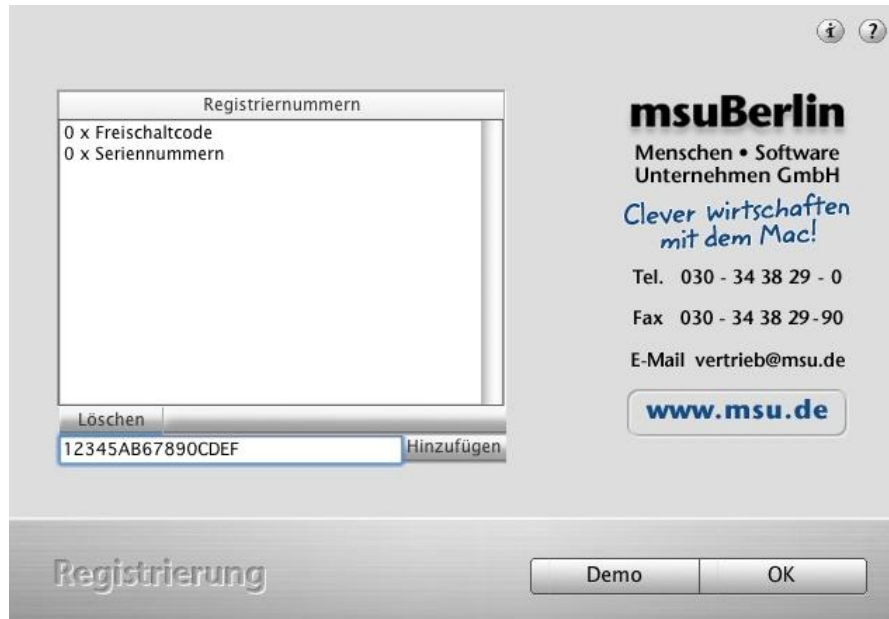 Registriernummern
0 x Freischaltcode
0 x Seriennummern
Löschen
12345AB67890CDEF
Hinzufügen
msuBerlin
Menschen • Software
Unternehmen GmbH
Clever wirtschaften
mit dem Mac!
Tel. 030 - 34 38 29 - 0
Fax 030 - 34 38 29-90
E-Mail vertrieb@msu.de
www.msu.de
Registrierung
Demo
OK